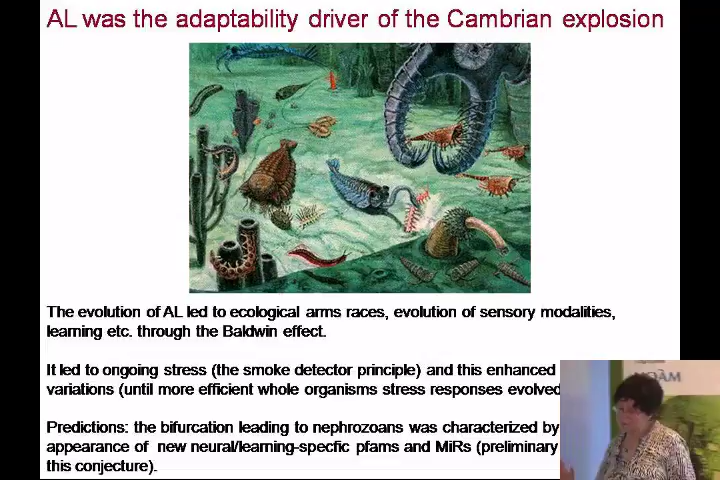 AL was the adaptability driver of the Cambrian explosion
The evolution of AL led to ecological arms races, evolution of sensory modalities,
learning etc. through the Baldwin effect.
It led to ongoing stress (the smoke detector principle) and this enhanced
variations (until more efficient whole organisms stress responses evolved
Predictions: the bifurcation leading to nephrozoans was characterized by
appearance of new neural/learning-specfic pfams and MiRs (preliminary
this conjecture).